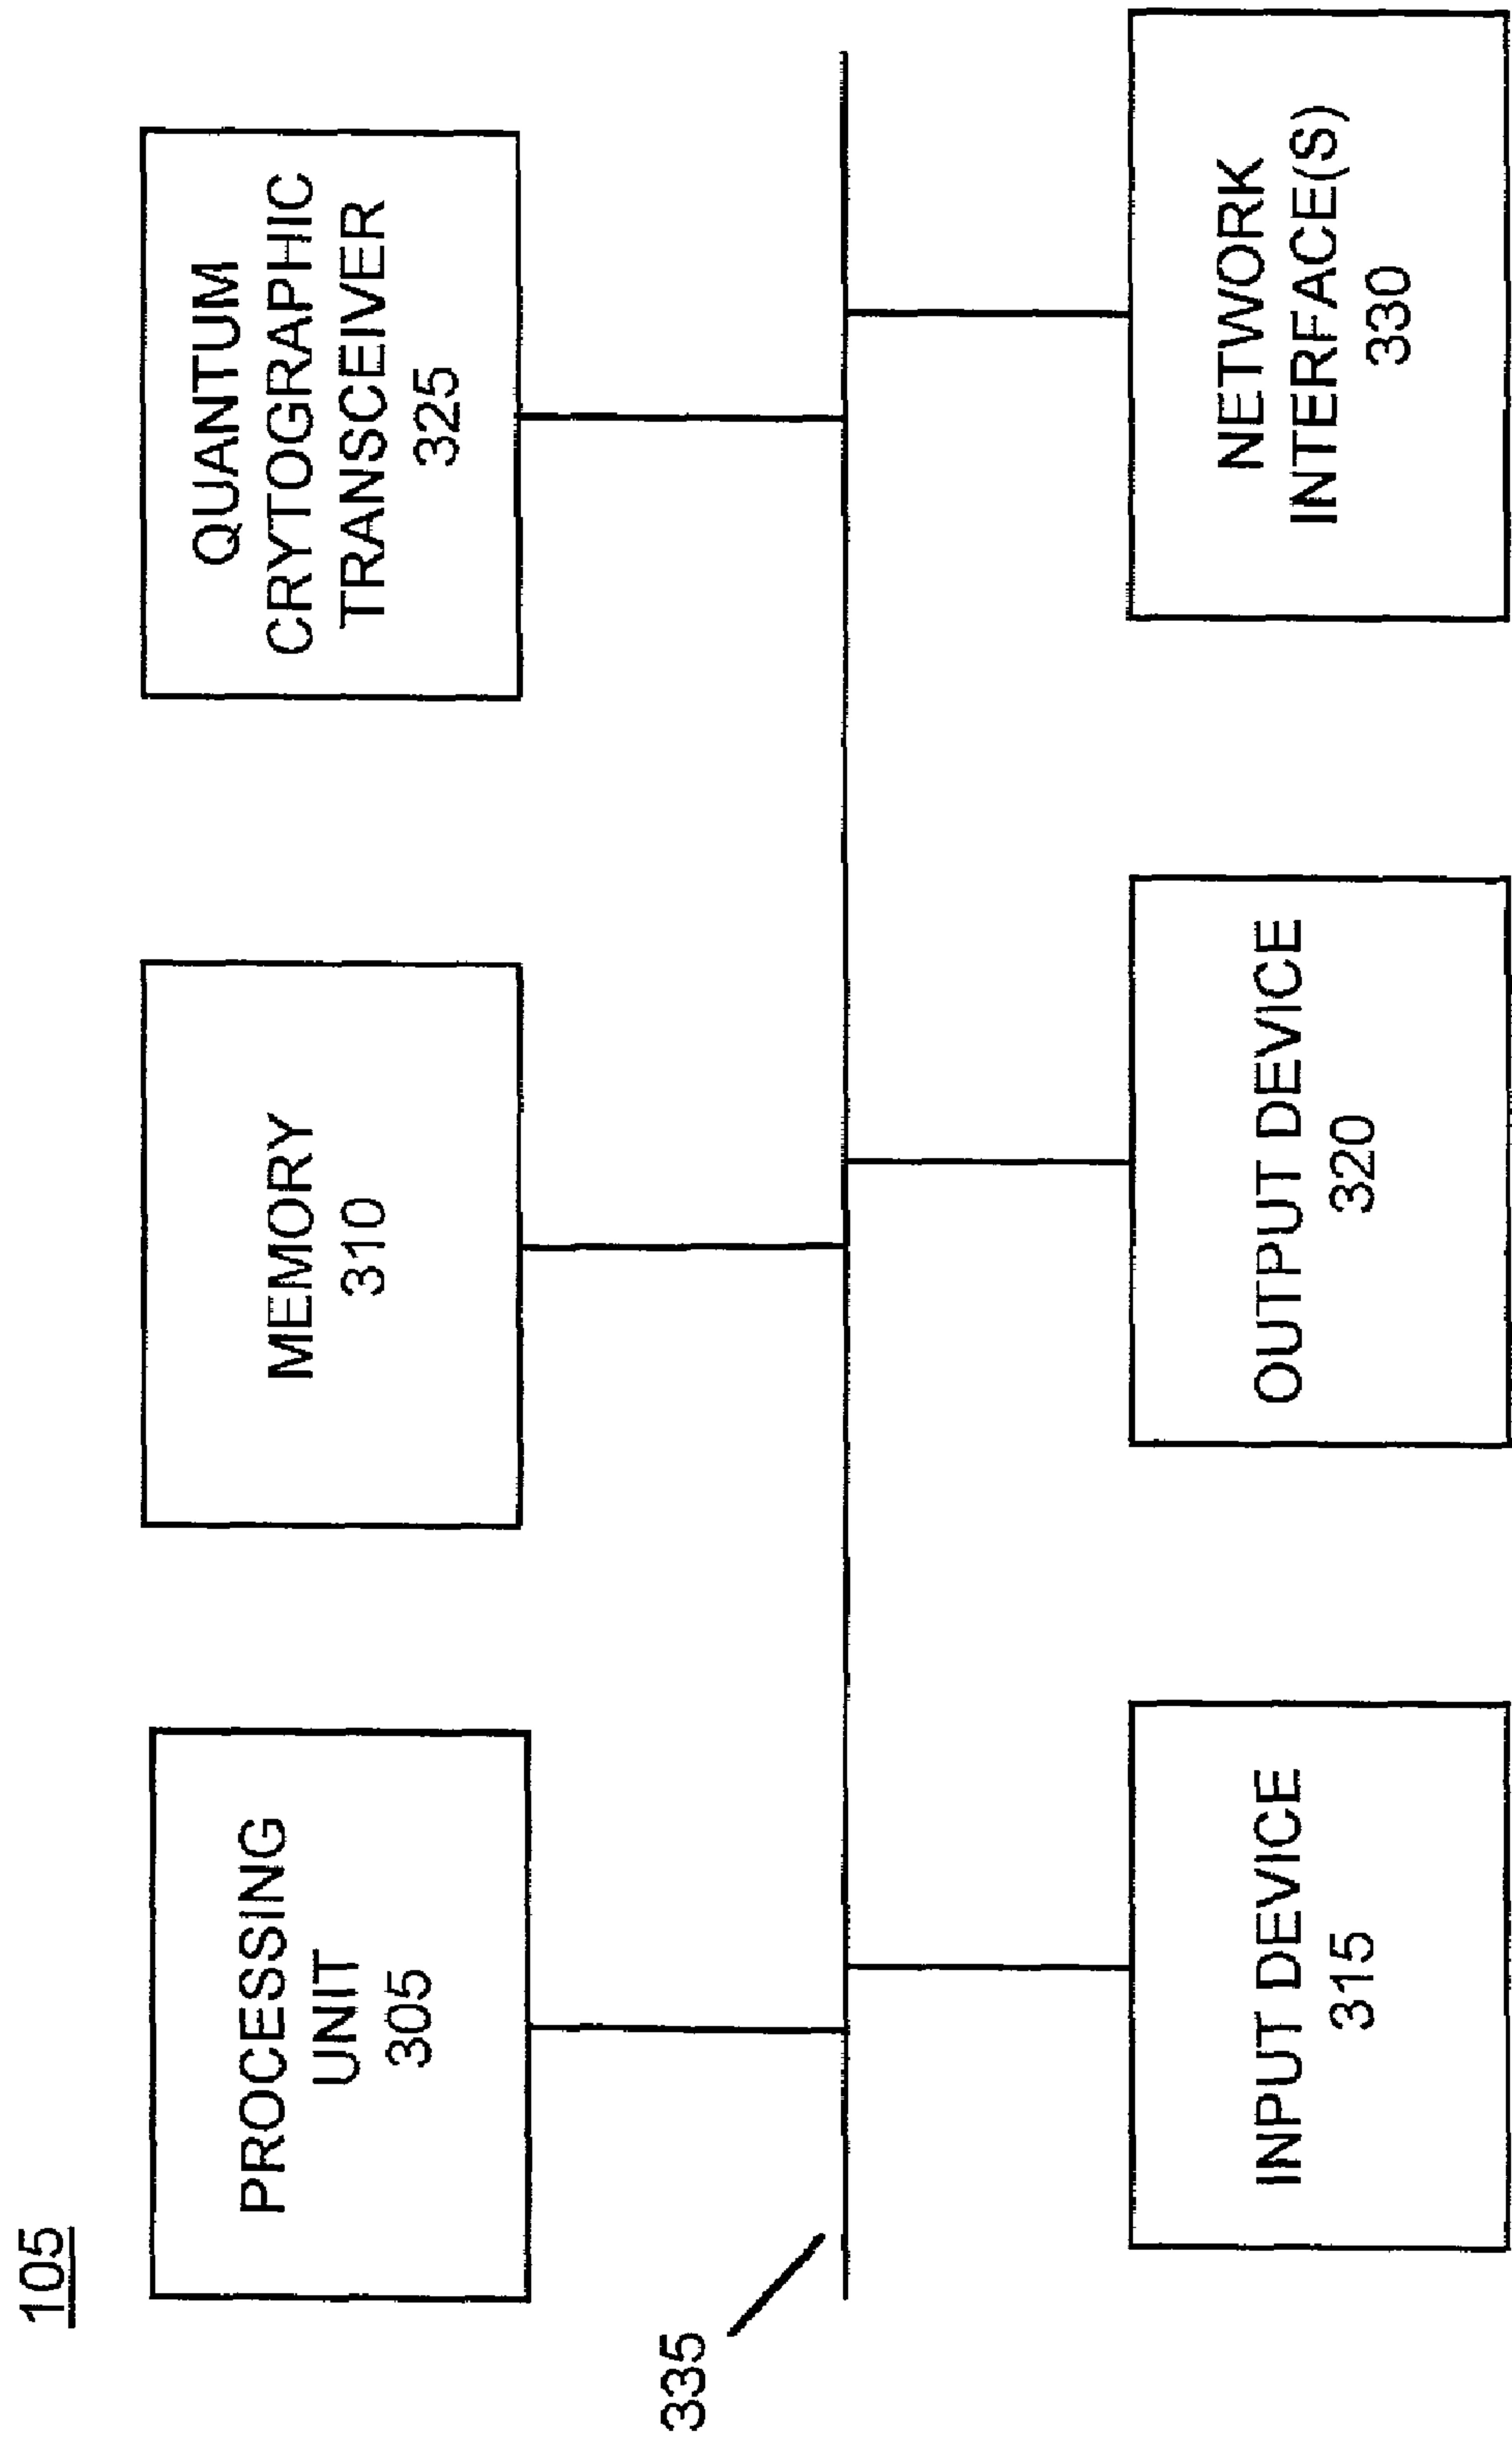 105
PROCESSING
UNIT
305
MEMORY
310
QUANTUM
CRYTOGRAPHIC
TRANSCEIVER
325
335
INPUT DEVICE
315
OUTPUT DEVICE
320
NETWORK
INTERFACE(S)
330